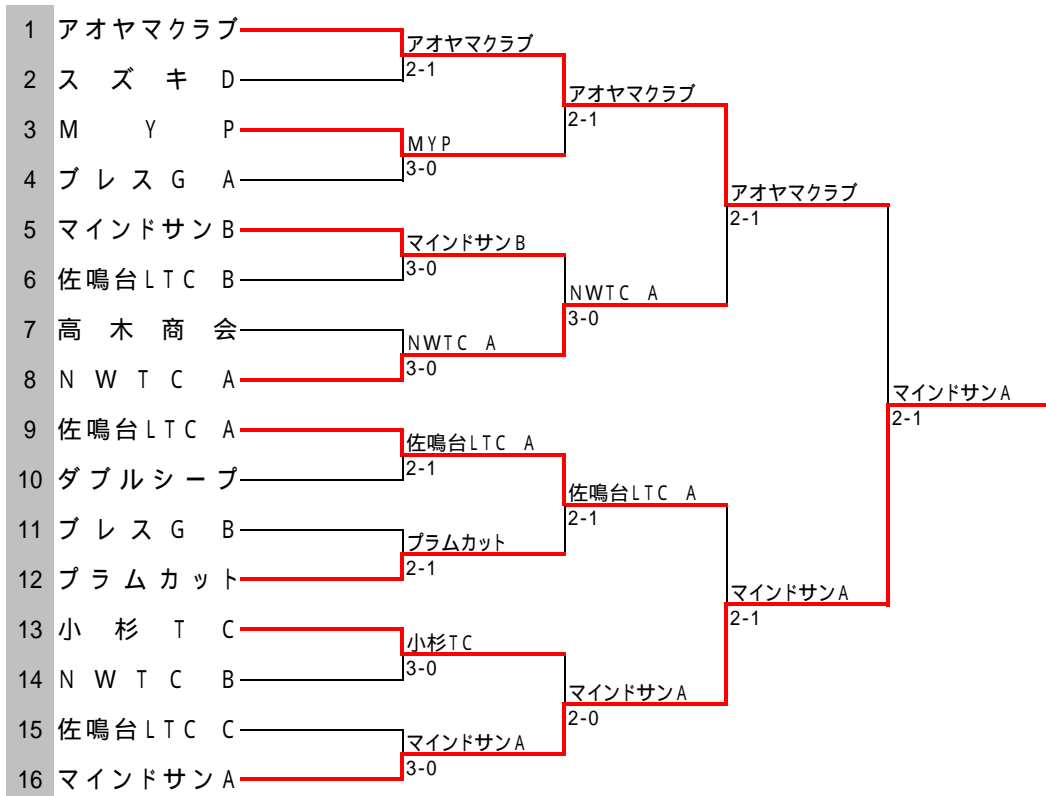 1 アオヤマクラブ
2 スズキ D
3 MYP
4 ブレスG A
5 マインドサンB
6 佐鳴台LTC B
7 高木商会
8 NWTC A
9 佐鳴台LTC A
10 ダブルシープ
11 ブレスG B
12 プラムカット
13 小杉TC
14 NWTC B
15 佐鳴台LTC C
16 マインドサンA
アオヤマクラブ
2-1
MYP
3-0
マインドサンB
3-0
NWTC A
3-0
佐鳴台LTC A
2-1
プラムカット
2-1
小杉TC
3-0
マインドサンA
3-0
アオヤマクラブ
2-1
NWTC A
3-0
佐鳴台LTC A
2-1
マインドサンA
2-0
アオヤマクラブ
2-1
マインドサンA
2-1
マインドサンA
2-1